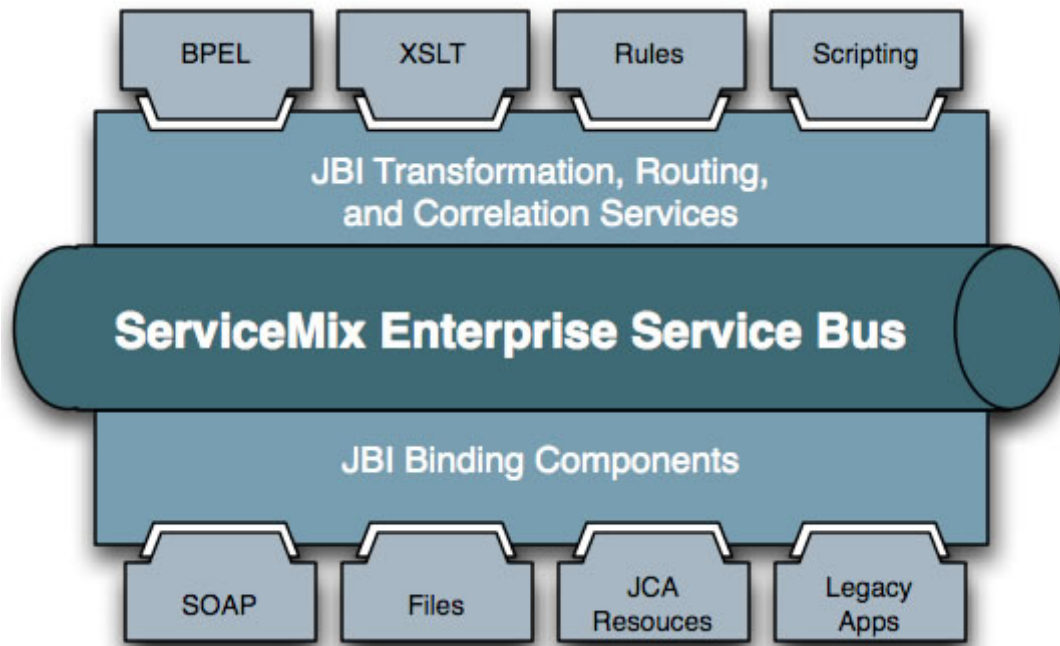 BPEL
XSLT
Rules
Scripting
JBI Transformation, Routing,
and Correlation Services
ServiceMix Enterprise Service Bus
JBI Binding Components
SOAP
Files
JCA
Resouces
Legacy
Apps